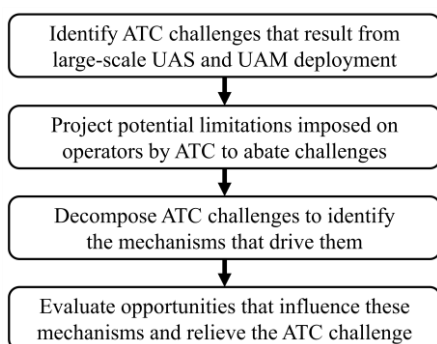 Identify ATC challenges that result from
large-scale UAS and UAM deployment
Project potential limitations imposed on
operators by ATC to abate challenges
Decompose ATC challenges to identify
the mechanisms that drive them
Evaluate opportunities that influence these
mechanisms and relieve the ATC challenge